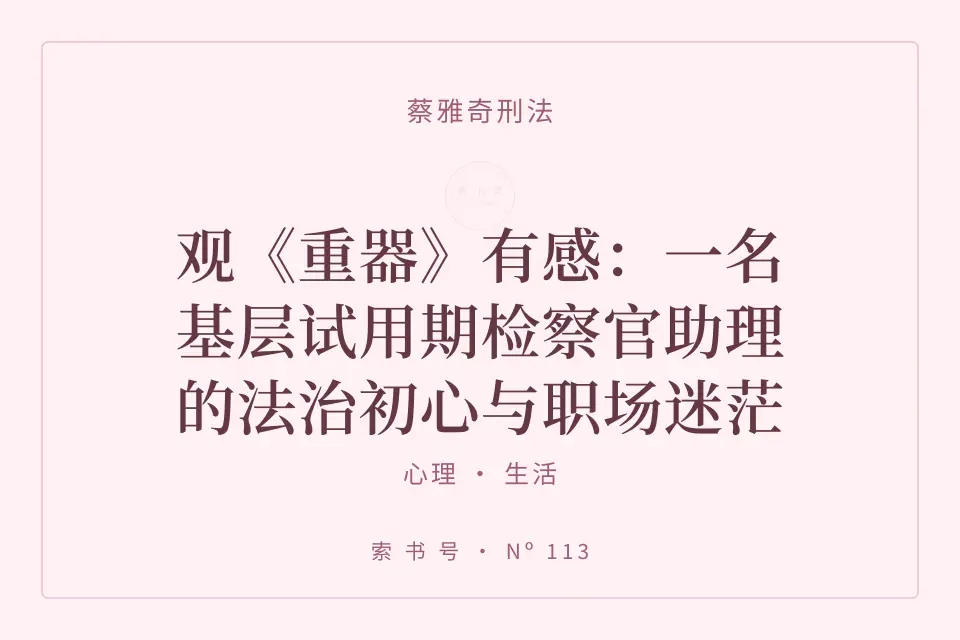 蔡雅奇刑法
观《重器》有感：一名
基层试用期检察官助理
的法治初心与职场迷茫
心理 · 生活
索书号 · Nº 113